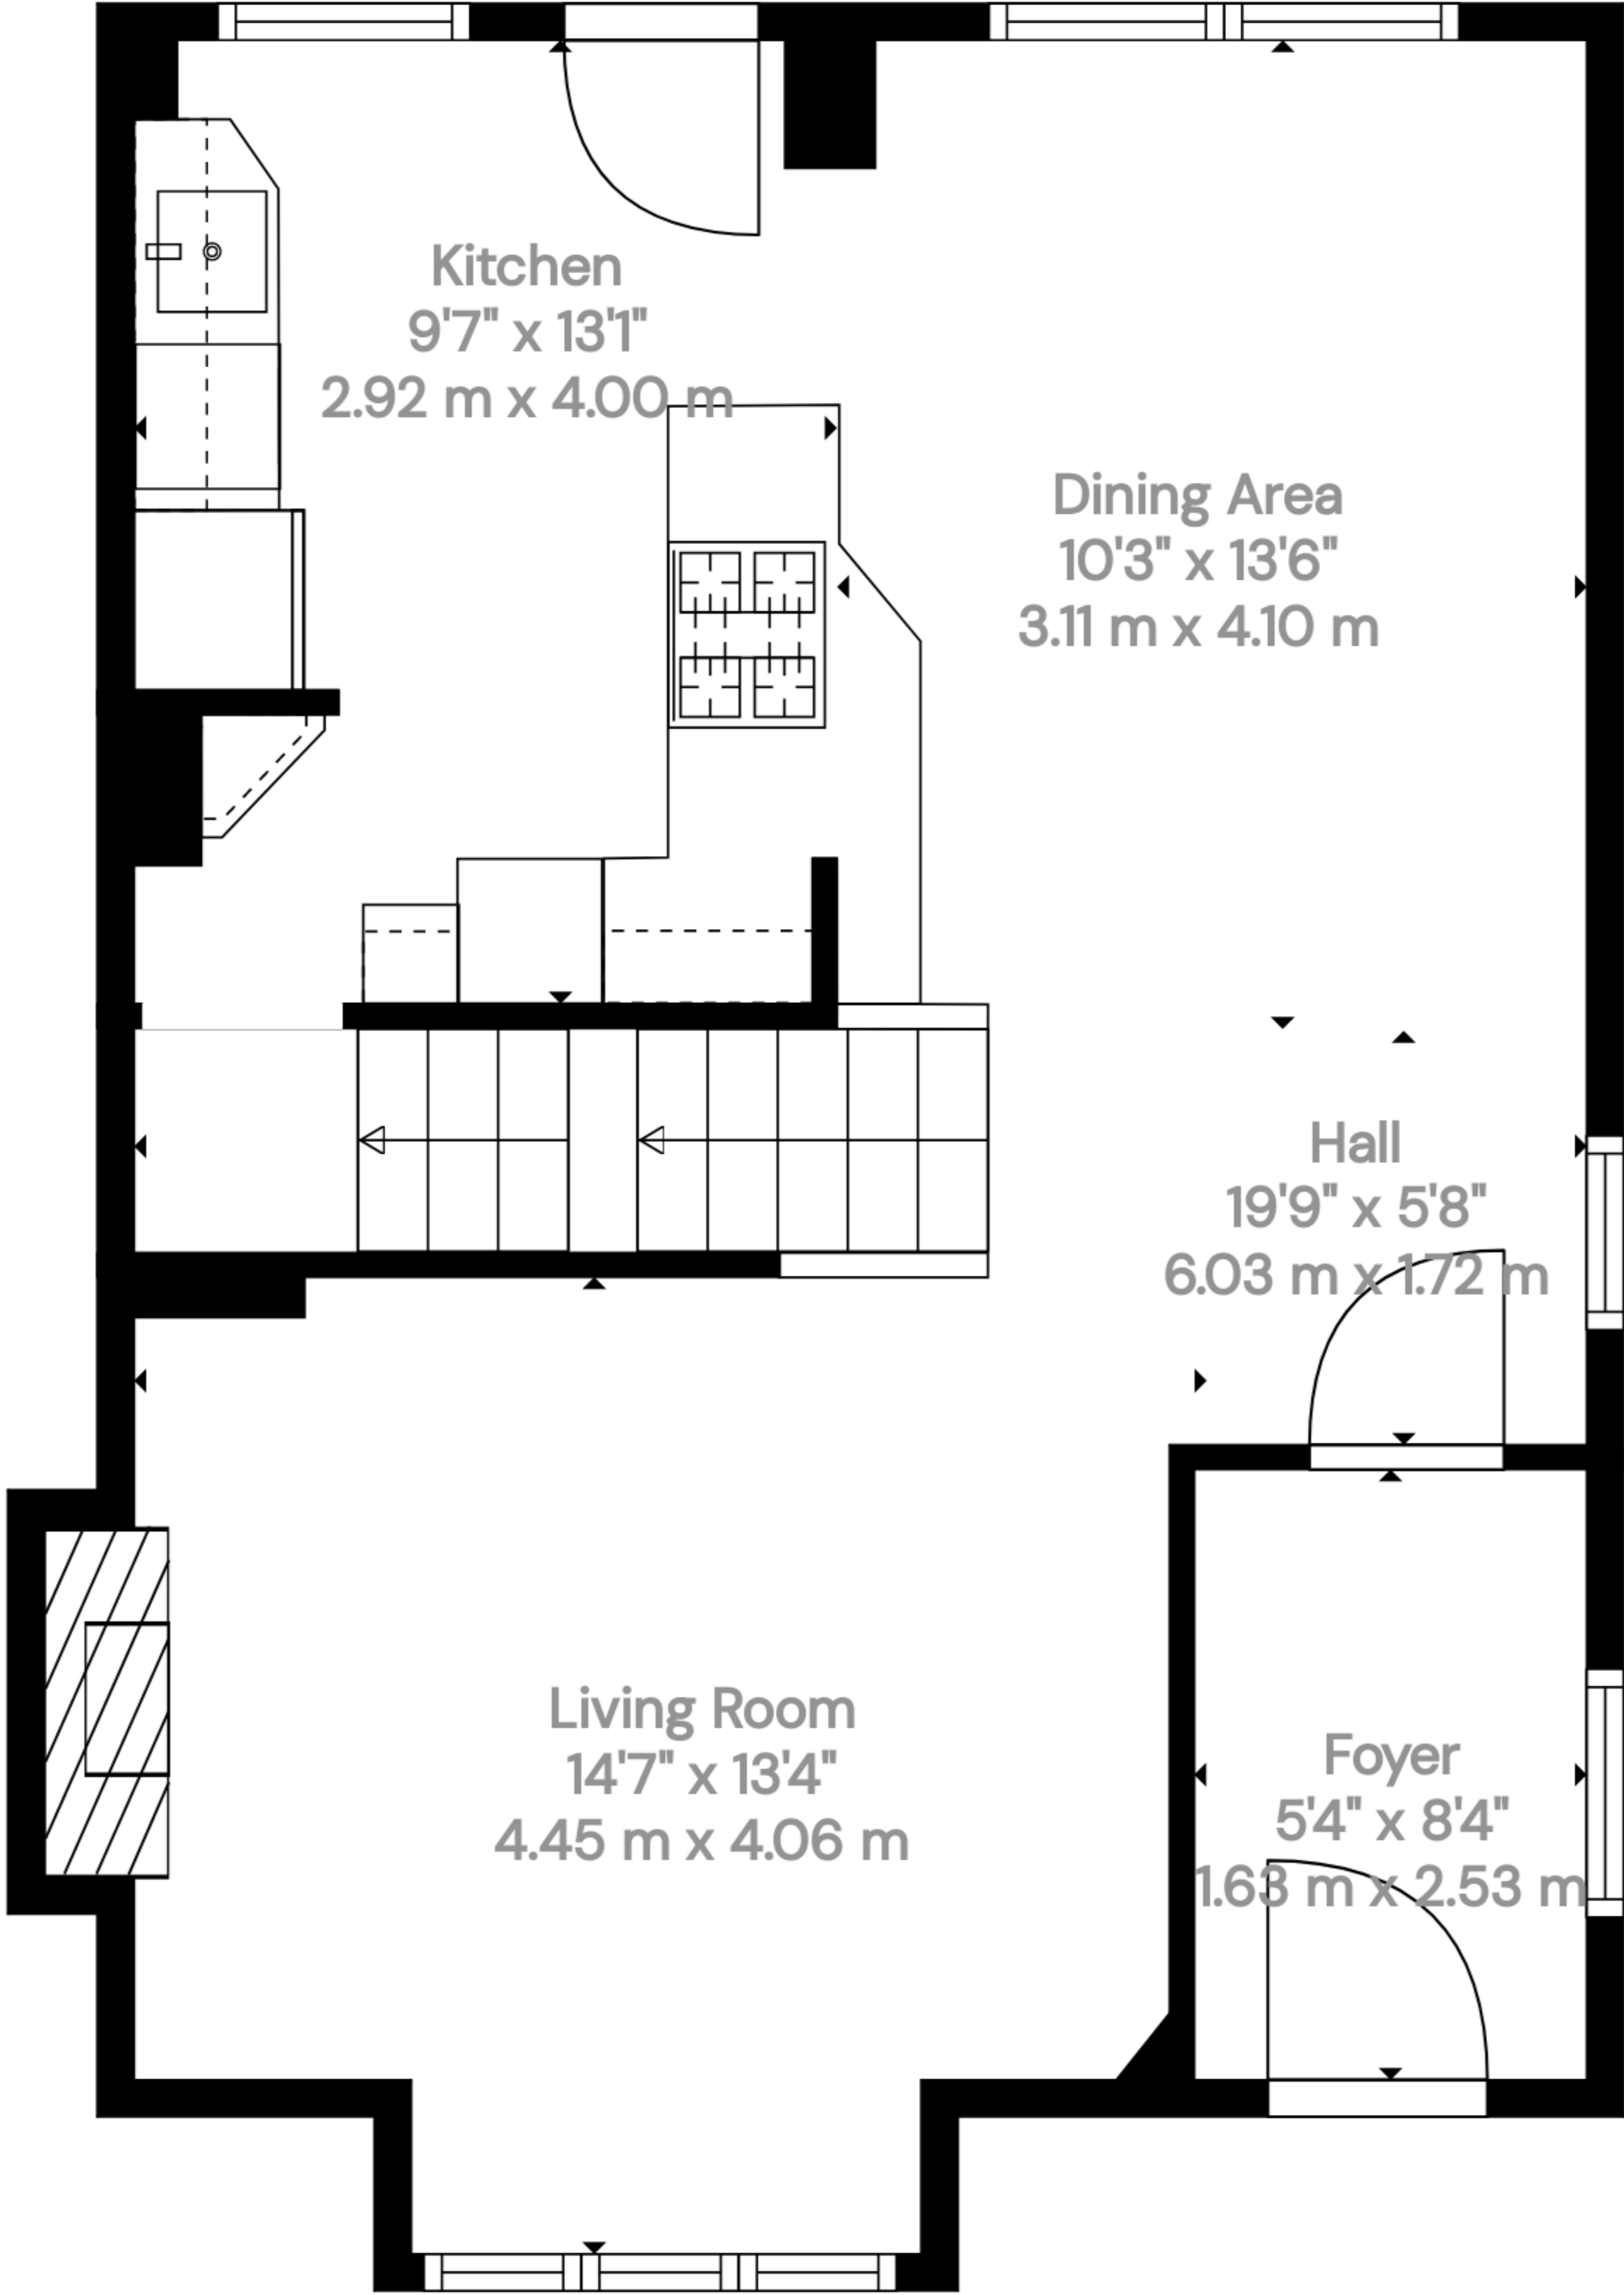 Kitchen
9'7" x 13'1"
2.92 m x 4.00 m
Dining Area
10'3" x 13'6"
3.11 m x 4.10 m
Hall
19'9" x 5'8"
6.03 m x 1.72 m
Living Room
14'7" x 13'4"
4.45 m x 4.06 m
Foyer
5'4" x 8'4"
1.63 m x 2.53 m